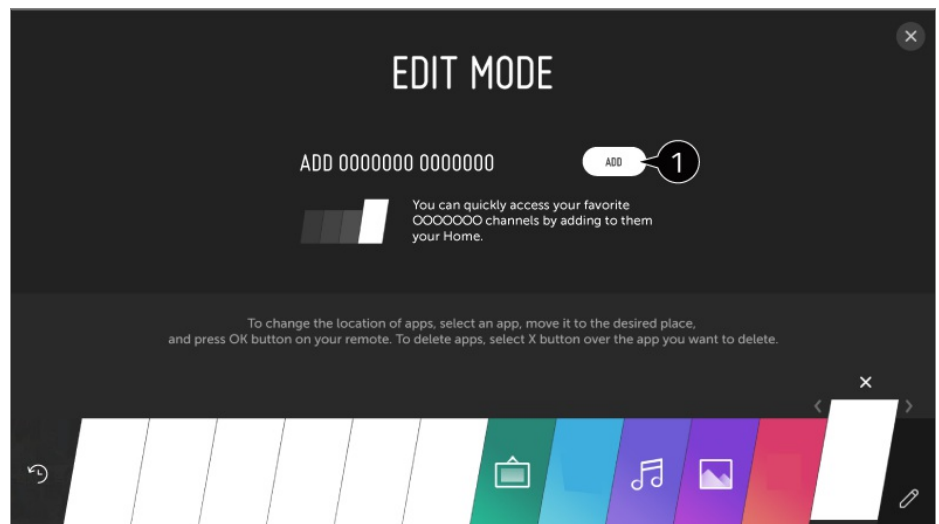 EDIT MODE
ADD OOOOOOO OOOOOOO
ADD
1
You can quickly access your favorite
OOOOOOO channels by adding to them
your Home.
To change the location of apps, select an app, move it to the desired place,
and press OK button on your remote. To delete apps, select X button over the app you want to delete.